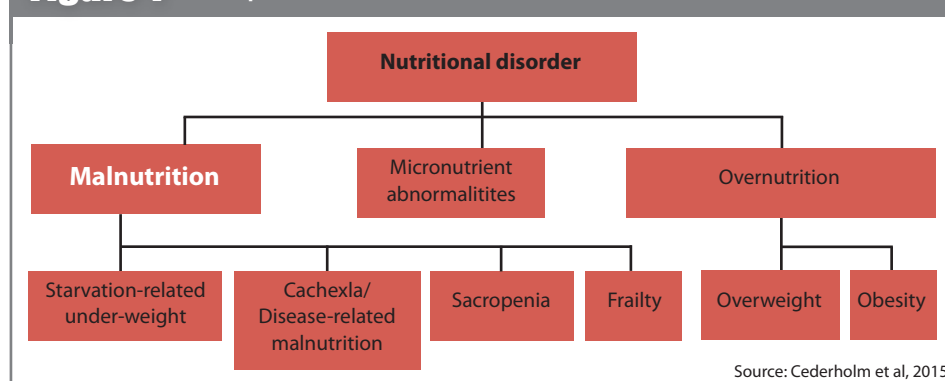 Nutritional disorder
Malnutrition
Micronutrient
abnormalitites
Overnutrition
Starvation-related
under-weight
Cachexla/
Disease-related
malnutrition
Sacropenia
Frailty
Overweight
Obesity
Source: Cederholm et al, 2015